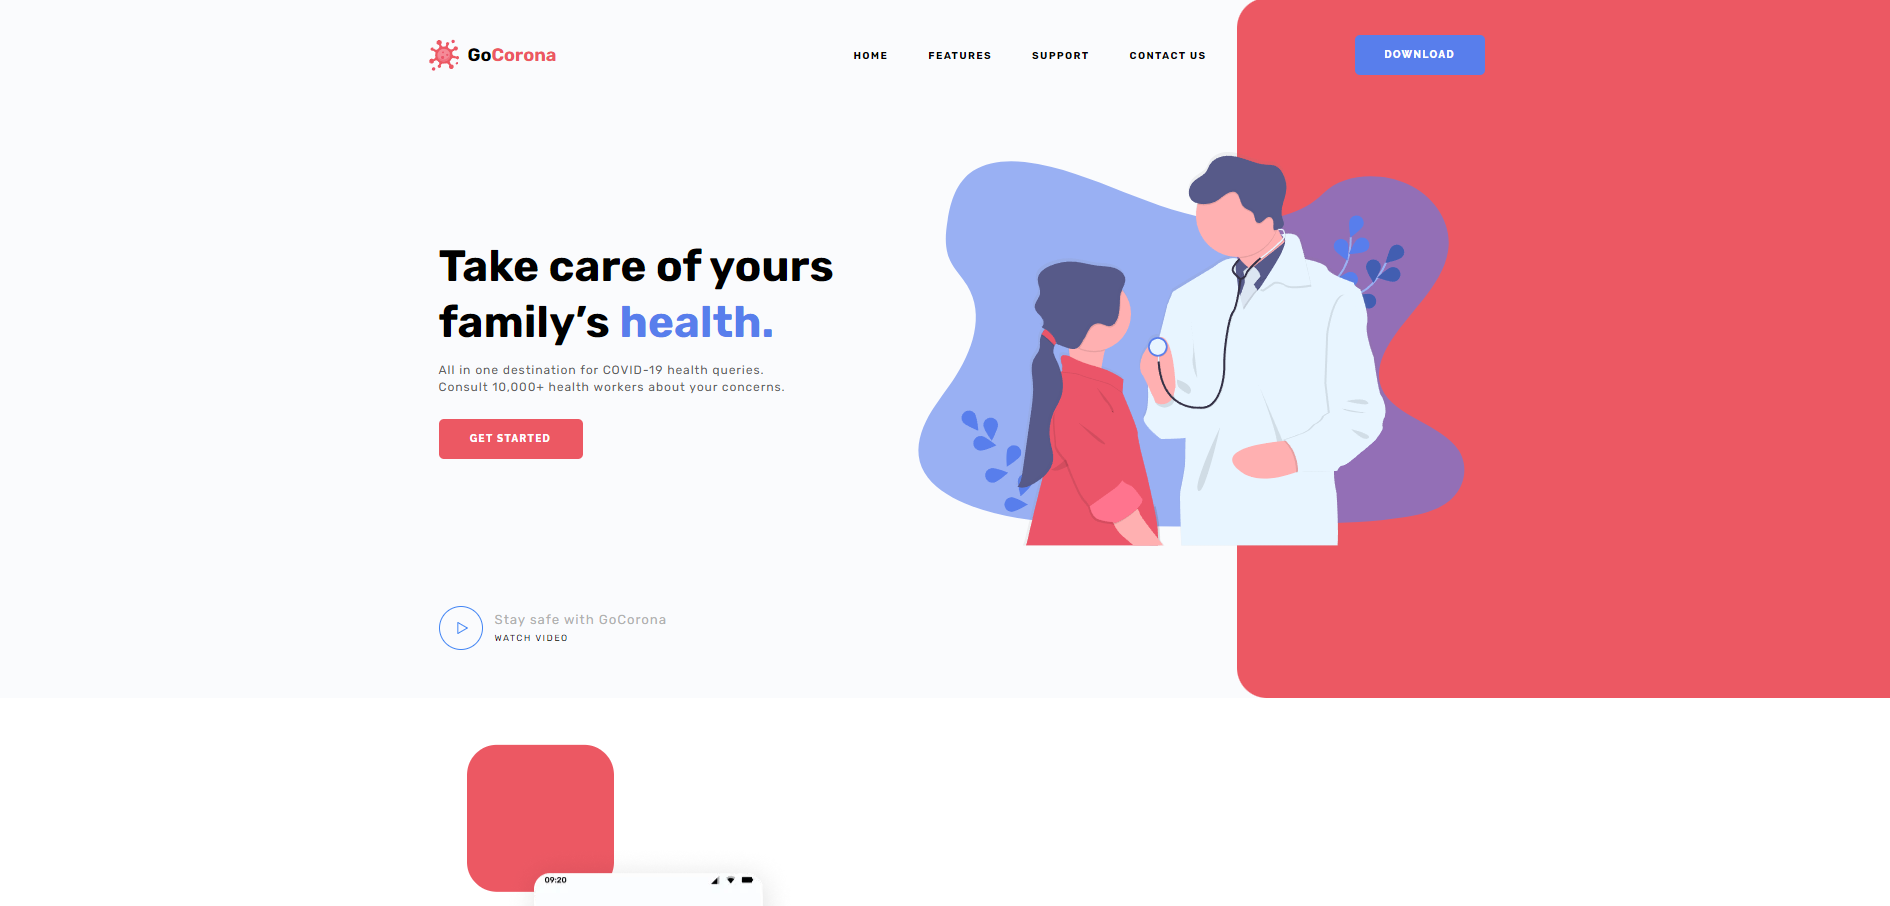 GoCorona
HOME FEATURES SUPPORT CONTACT US DOWNLOAD
Take care of yours
family’s health.
All in one destination for COVID-19 health queries.
Consult 10,000+ health workers about your concerns.
GET STARTED
Stay safe with GoCorona
WATCH VIDEO
09:20